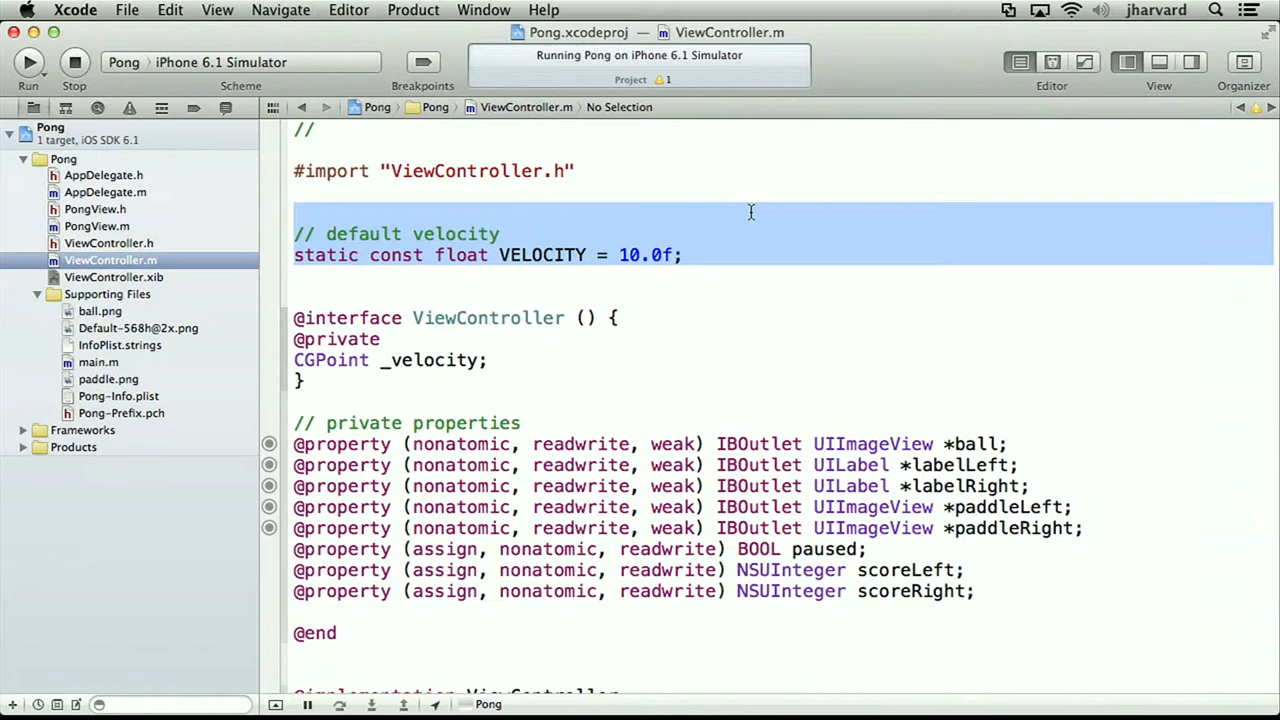 Xcode File Edit View Navigate Editor Product Window Help jharvard
Pong.xcodeproj — ViewController.m
Run Stop Pong 〉 iPhone 6.1 Simulator Running Pong on iPhone 6.1 Simulator
Project 1
Scheme Breakpoints Editor View Organizer
Pong 〉 Pong 〉 ViewController.m 〉 No Selection
Pong
1 target, iOS SDK 6.1
Pong
AppDelegate.h
AppDelegate.m
PongView.h
PongView.m
ViewController.h
ViewController.m
ViewController.xib
Supporting Files
ball.png
Default-568h@2x.png
InfoPlist.strings
main.m
paddle.png
Pong-Info.plist
Pong-Prefix.pch
Frameworks
Products
//
#import "ViewController.h"
// default velocity
static const float VELOCITY = 10.0f;
@interface ViewController () {
@private
CGPoint _velocity;
}
// private properties
@property (nonatomic, readwrite, weak) IBOutlet UIImageView *ball;
@property (nonatomic, readwrite, weak) IBOutlet UILabel *labelLeft;
@property (nonatomic, readwrite, weak) IBOutlet UILabel *labelRight;
@property (nonatomic, readwrite, weak) IBOutlet UIImageView *paddleLeft;
@property (nonatomic, readwrite, weak) IBOutlet UIImageView *paddleRight;
@property (assign, nonatomic, readwrite) BOOL paused;
@property (assign, nonatomic, readwrite) NSUInteger scoreLeft;
@property (assign, nonatomic, readwrite) NSUInteger scoreRight;
@end
@implementation ViewController
Pong